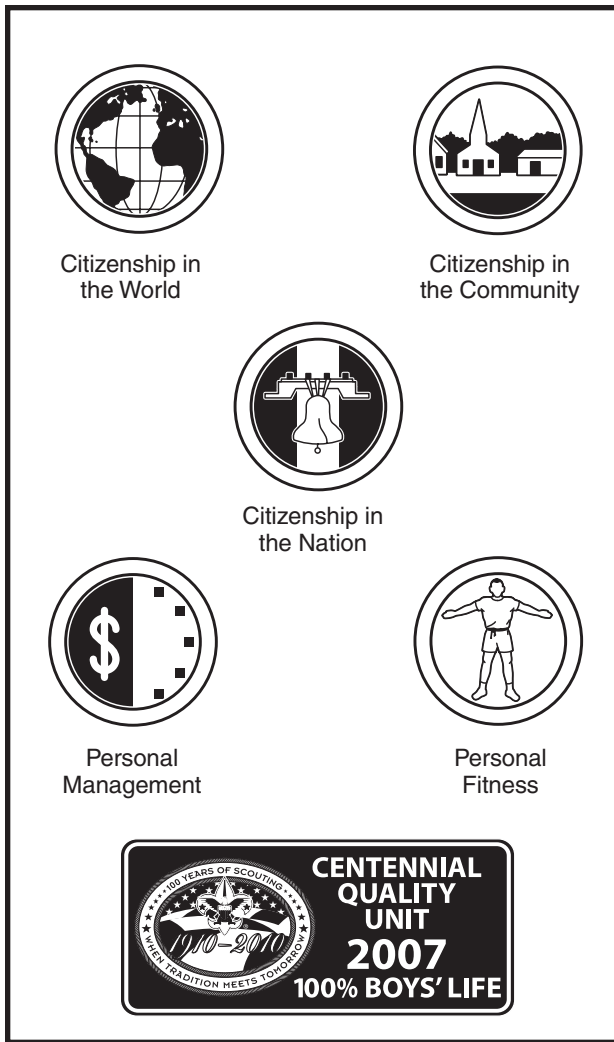 Citizenship in
the World
Citizenship in
the Community
Citizenship in
the Nation
$
Personal
Management
Personal
Fitness
100 YEARS OF SCOUTING
1910–2010
WHEN TRADITION MEETS TOMORROW
CENTENNIAL
QUALITY
UNIT
2007
100% BOYS’ LIFE